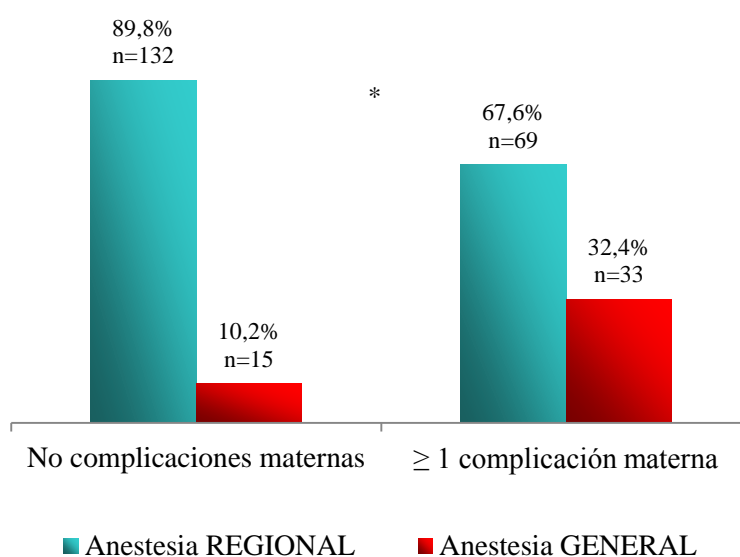 89,8%
n=132
10,2%
n=15
*
67,6%
n=69
32,4%
n=33
No complicaciones maternas
≥ 1 complicación materna
Anestesia REGIONAL
Anestesia GENERAL